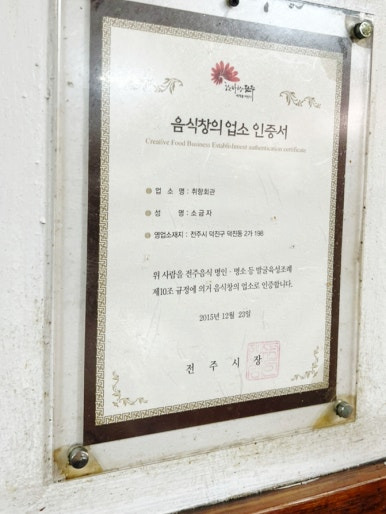 음식창의 업소 인증서
Creative Food Business Establishment authentication certificate
업 소 명 : 취향회관
성 명 : 소금자
영업소재지 : 전주시 덕진구 덕진동 2가 198
위 사람을 전주음식 명인 · 명소 등 발굴육성조례
제10조 규정에 의거 음식창의 업소로 인증합니다.
2015년 12월 23일
전 주 시 장